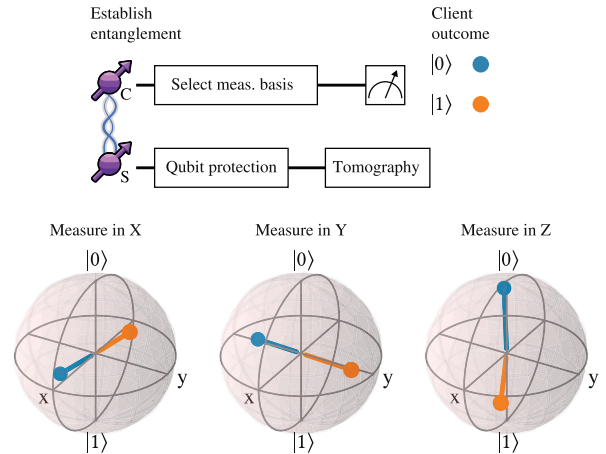 Establish
entanglement
Client
outcome
|0⟩
|1⟩
C
Select meas. basis
S
Qubit protection
Tomography
Measure in X
Measure in Y
Measure in Z
|0⟩
|0⟩
|0⟩
x
y
x
y
x
y
|1⟩
|1⟩
|1⟩